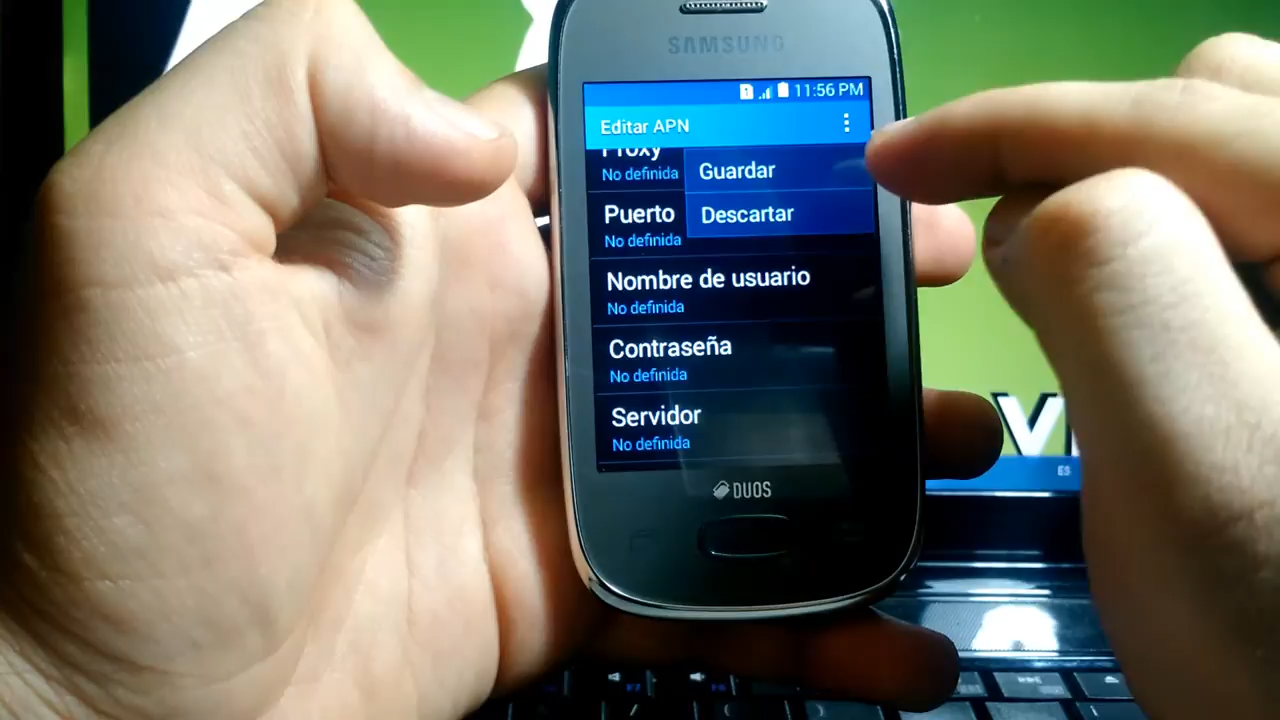 SAMSUNG
11:56 PM
Editar APN
Proxy
No definida
Guardar
Puerto
Descartar
No definida
Nombre de usuario
No definida
Contraseña
No definida
Servidor
No definida
DUOS
ES